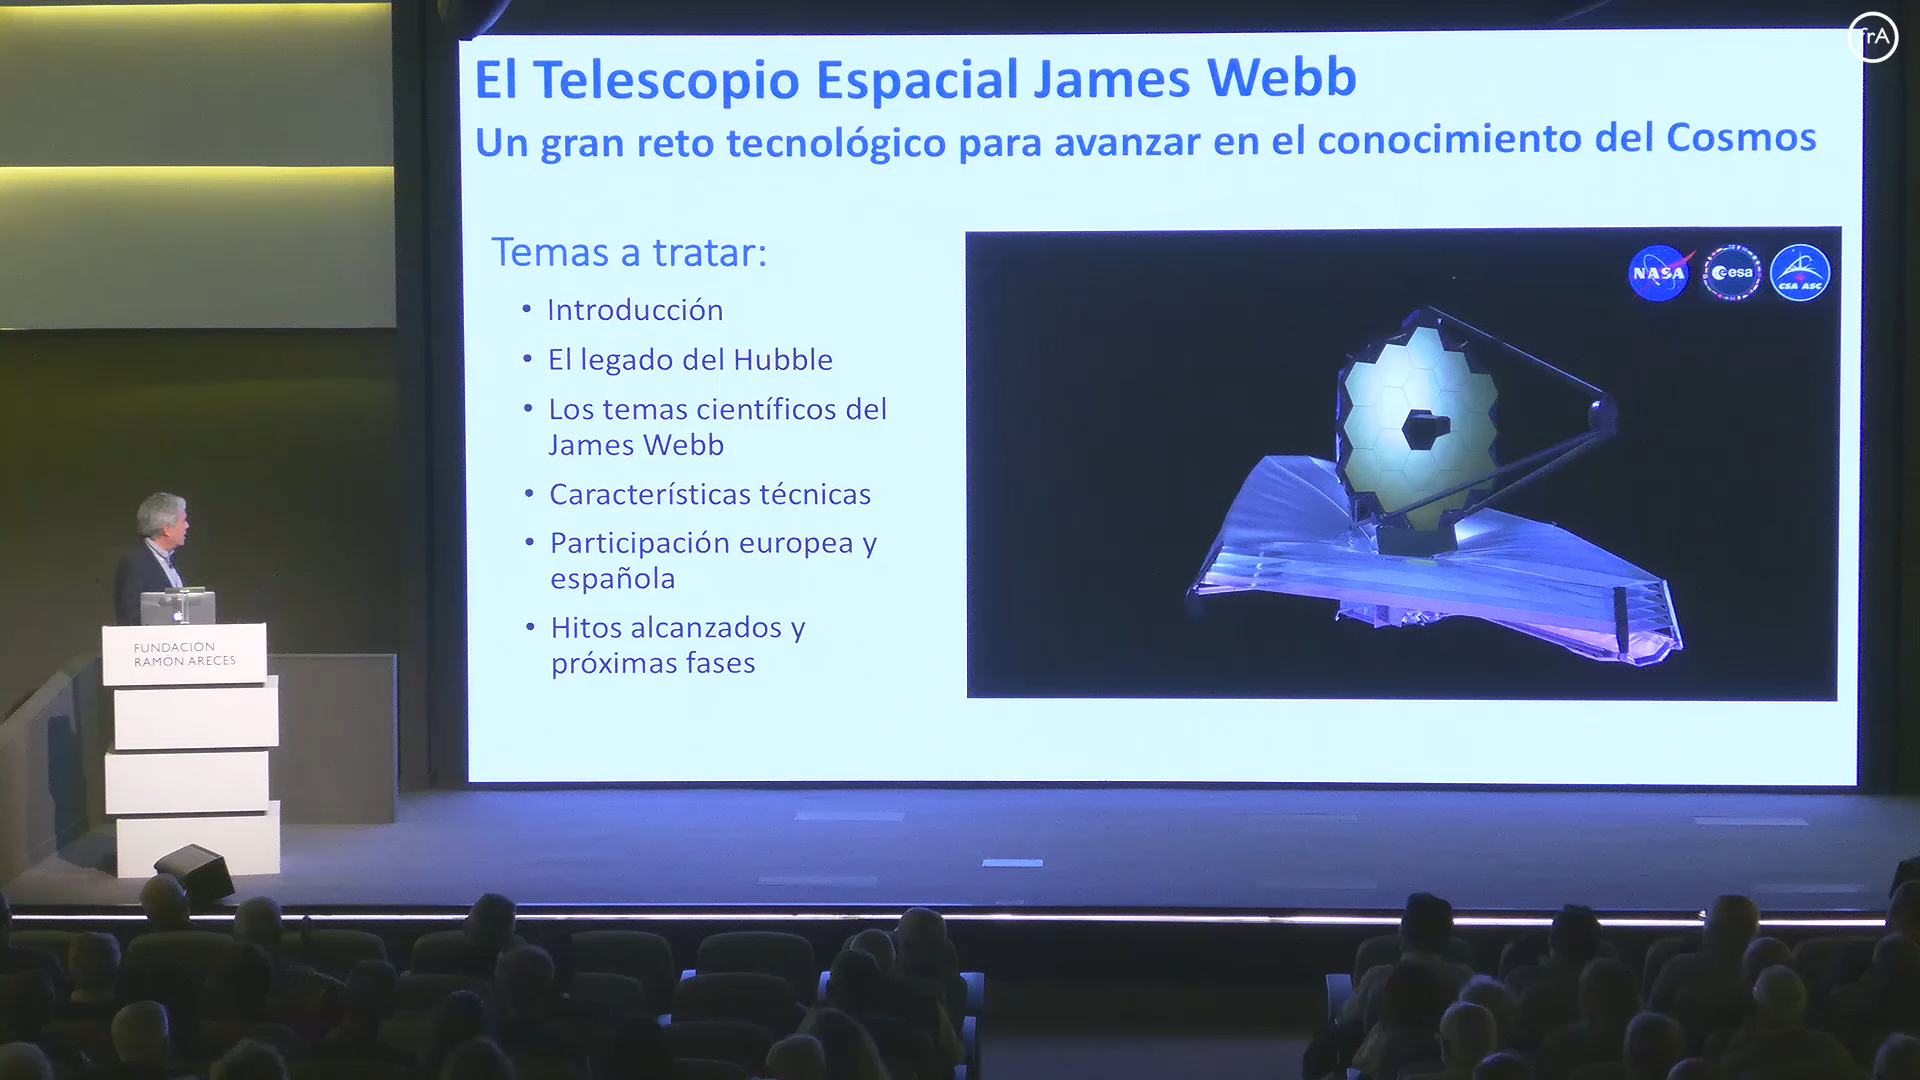 frA
El Telescopio Espacial James Webb
Un gran reto tecnológico para avanzar en el conocimiento del Cosmos
Temas a tratar:
• Introducción
• El legado del Hubble
• Los temas científicos del
James Webb
• Características técnicas
• Participación europea y
española
• Hitos alcanzados y
próximas fases
NASA
esa
CSA ASC
FUNDACIÓN
RAMÓN ARECES